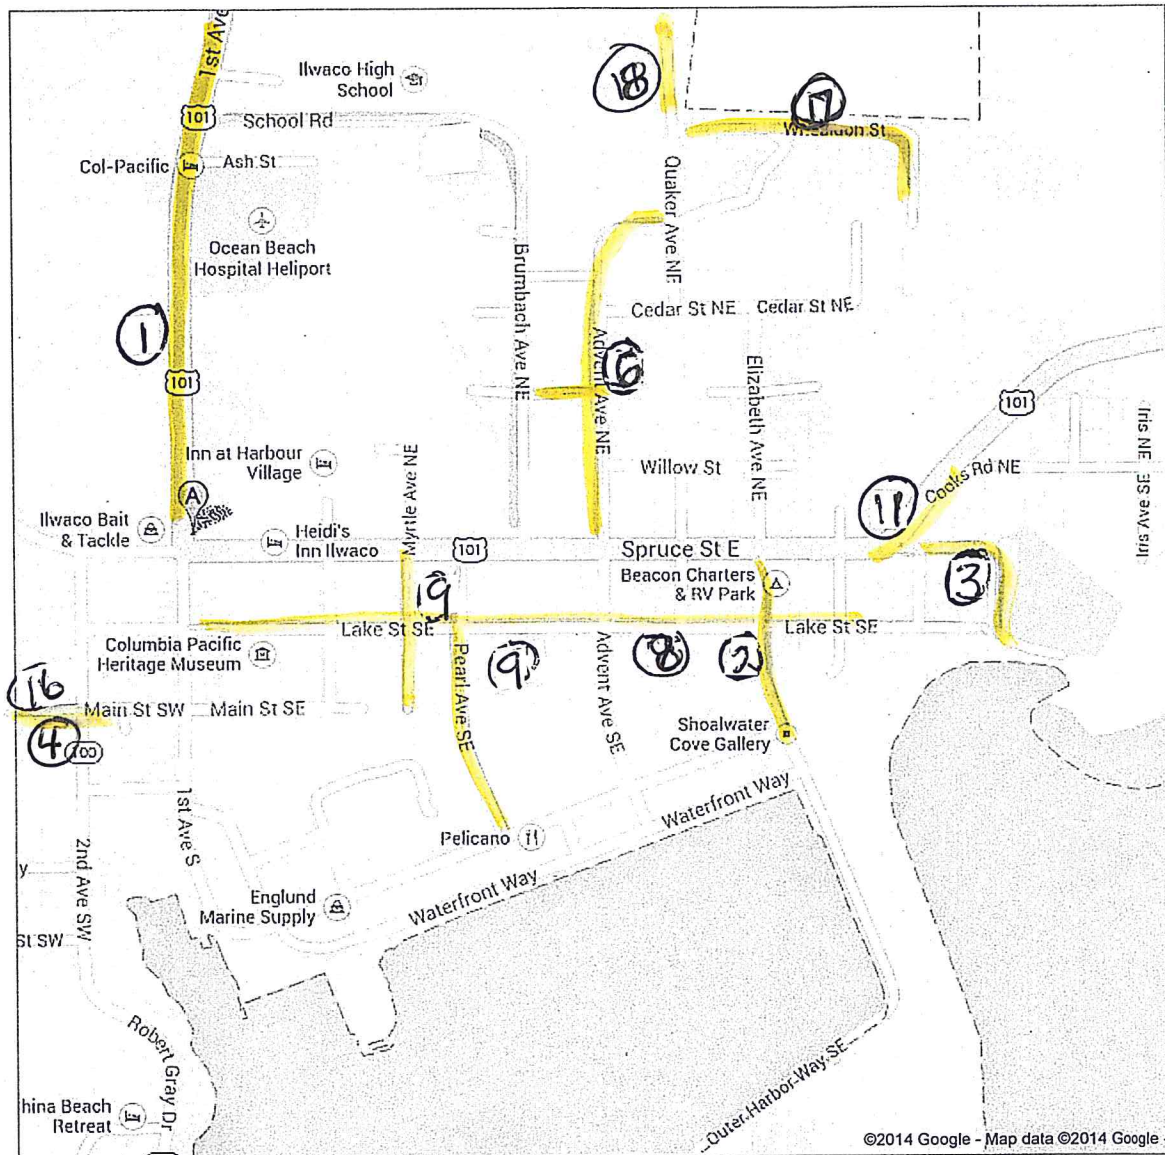 1st Ave
Ilwaco High
School
18
17
101
School Rd
Whealdon St
Col-Pacific
Ash St
Quaker Ave NE
Ocean Beach
Hospital Heliport
Brumbach Ave NE
Cedar St NE
Cedar St NE
1
Advent Ave NE
6
Elizabeth Ave NE
101
101
Iris NE
Inn at Harbour
Village
Myrtle Ave NE
Willow St
Cooks Rd NE
Iris Ave SE
A
11
Ilwaco Bait
& Tackle
Heidi's
Inn Ilwaco
101
Spruce St E
Beacon Charters
& RV Park
3
9
Lake St SE
Lake St SE
Columbia Pacific
Heritage Museum
Pearl Ave SE
9
Advent Ave SE
8
2
16
Main St SW
Main St SE
4
100
Shoalwater
Cove Gallery
1st Ave S
Waterfront Way
Pelicano
2nd Ave SW
y
Englund
Marine Supply
Waterfront Way
St SW
Robert Gray Dr
Outer Harbor Way SE
hina Beach
Retreat
©2014 Google - Map data ©2014 Google